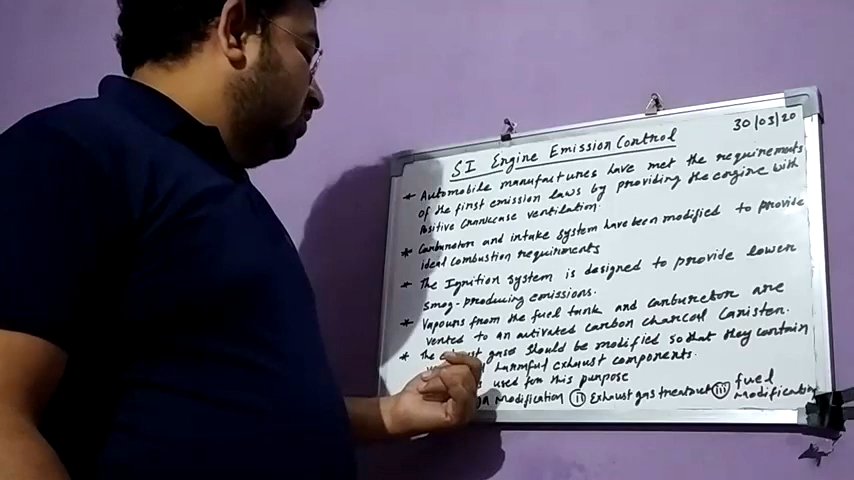 SI Engine Emission Control
30/03/20
* Automobile manufactures have met the requirements
of the first emission laws by providing the engine with
Positive Crankcase ventilation.
* Carburetor and intake system have been modified to provide
ideal combustion requirements
* The Ignition system is designed to provide lower
smog-producing emissions.
* Vapours from the fuel tank and carburetor are
vented to an activated carbon charcoal Canister.
* The gases should be modified so that they contain
harmful exhaust components.
used for this purpose
modification (ii) Exhaust gas treatment (iii) fuel
modification